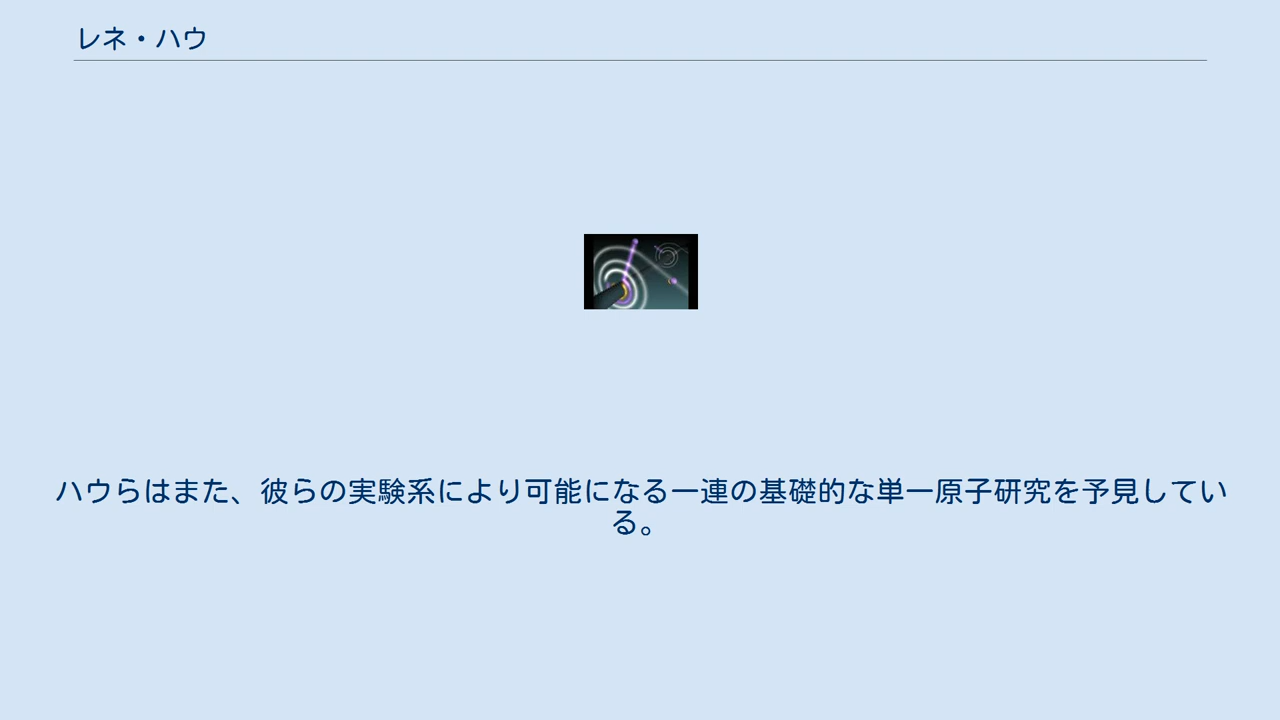 レネ・ハウ
ハウらはまた、彼らの実験系により可能になる一連の基礎的な単一原子研究を予見してい
る。